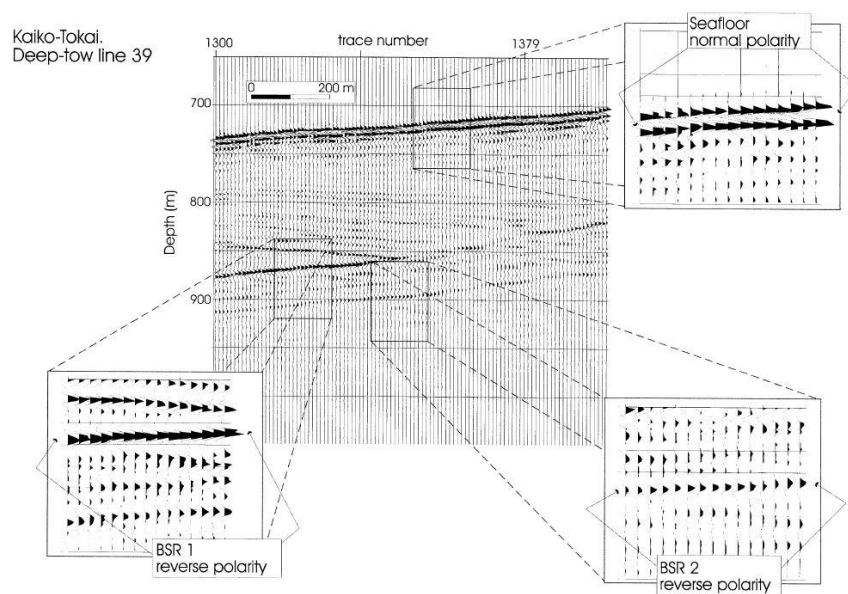 Kaiko-Tokai.
Deep-tow line 39
1300
trace number
1379
Seafloor
normal polarity
0
200 m
700
800
900
Depth (m)
BSR 1
reverse polarity
BSR 2
reverse polarity